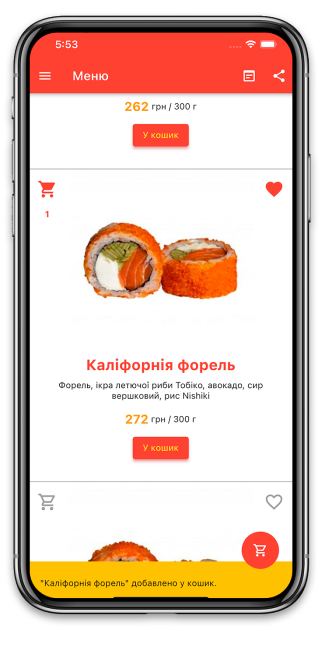 5:53
Меню
262 грн / 300 г
У кошик
1
Каліфорнія форель
Форель, ікра летючої риби Тобіко, авокадо, сир
вершковий, рис Nishiki
272 грн / 300 г
У кошик
"Каліфорнія форель" добавлено у кошик.